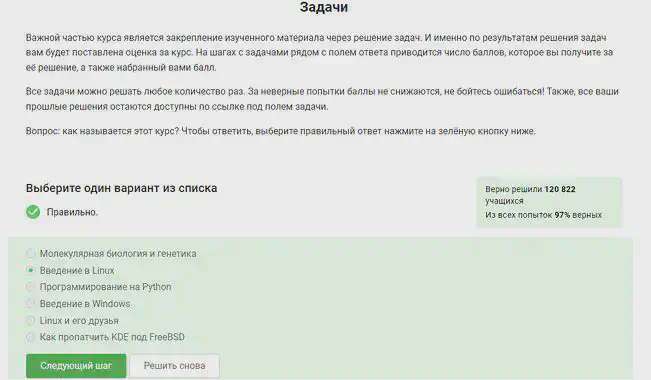 Задачи
Важной частью курса является закрепление изученного материала через решение задач. И именно по результатам решения задач
вам будет поставлена оценка за курс. На шагах с задачами рядом с полем ответа приводится число баллов, которое вы получите за
её решение, а также набранный вами балл.
Все задачи можно решать любое количество раз. За неверные попытки баллы не снижаются, не бойтесь ошибаться! Также, все ваши
прошлые решения остаются доступны по ссылке под полем задачи.
Вопрос: как называется этот курс? Чтобы ответить, выберите правильный ответ нажмите на зелёную кнопку ниже.
Выберите один вариант из списка
Правильно.
Верно решили 120 822
учащихся
Из всех попыток 97% верных
Молекулярная биология и генетика
Введение в Linux
Программирование на Python
Введение в Windows
Linux и его друзья
Как пропатчить KDE под FreeBSD
Следующий шаг
Решить снова